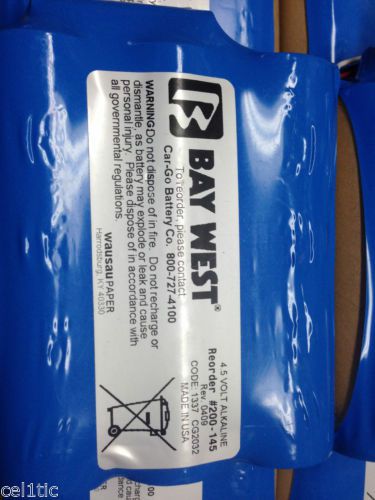 BAY WEST®
To reorder, please contact
Car-Go Battery Co. 800-727-4100
WARNING:Do not dispose of in fire. Do not recharge or
dismantle, as battery may explode or leak and cause
personal injury. Please dispose of in accordance with
all governmental regulations.
wausauPAPER
Harrodsburg, KY 40330
4.5 VOLT ALKALINE
Reorder #200-145
Rev. 0409
CODE: 1337 CG2032
MADE IN USA
cel1tic